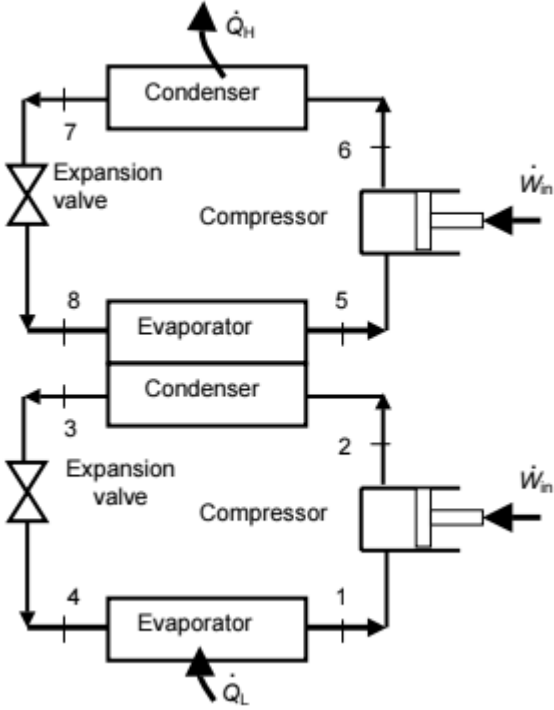 Q̇H
Condenser
7
6
Expansion
valve
Ẇin
Compressor
8
5
Evaporator
Condenser
3
2
Expansion
valve
Ẇin
Compressor
4
1
Evaporator
Q̇L